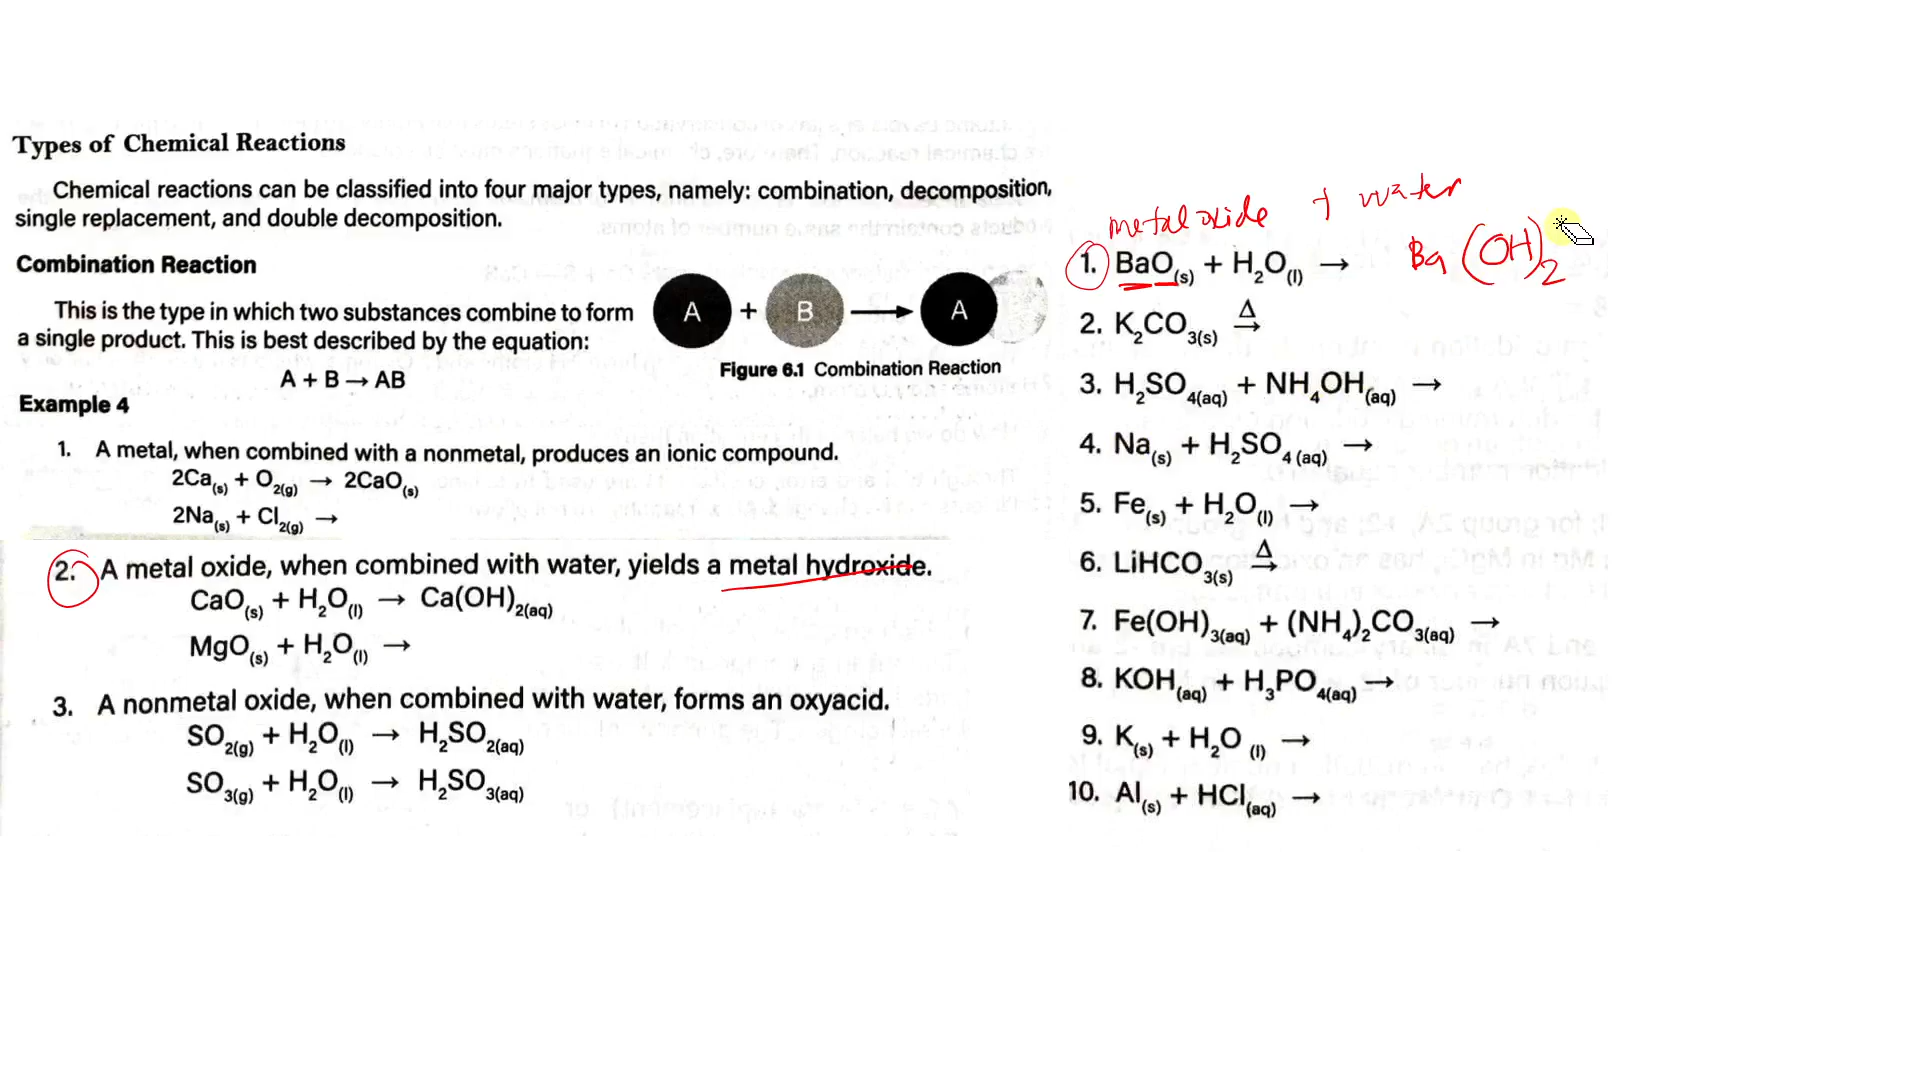 Types of Chemical Reactions
Chemical reactions can be classified into four major types, namely: combination, decomposition,
single replacement, and double decomposition.
Combination Reaction
This is the type in which two substances combine to form
a single product. This is best described by the equation:
A + B → AB
A + B → A
Figure 6.1 Combination Reaction
Example 4
1. A metal, when combined with a nonmetal, produces an ionic compound.
2Ca(s) + O2(g) → 2CaO(s)
2Na(s) + Cl2(g) →
2. A metal oxide, when combined with water, yields a metal hydroxide.
CaO(s) + H2O(l) → Ca(OH)2(aq)
MgO(s) + H2O(l) →
3. A nonmetal oxide, when combined with water, forms an oxyacid.
SO2(g) + H2O(l) → H2SO2(aq)
SO3(g) + H2O(l) → H2SO3(aq)
metal oxide + water
1. BaO(s) + H2O(l) → Ba(OH)2
2. K2CO3(s) Δ→
3. H2SO4(aq) + NH4OH(aq) →
4. Na(s) + H2SO4(aq) →
5. Fe(s) + H2O(l) →
6. LiHCO3(s) Δ→
7. Fe(OH)3(aq) + (NH4)2CO3(aq) →
8. KOH(aq) + H3PO4(aq) →
9. K(s) + H2O(l) →
10. Al(s) + HCl(aq) →